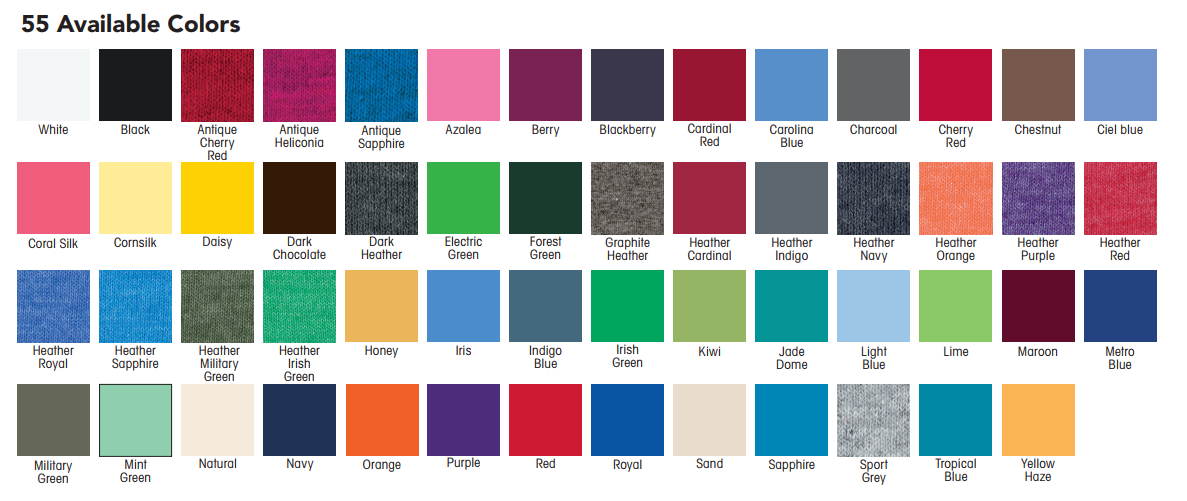 55 Available Colors
White
Black
Antique
Cherry
Red
Antique
Heliconia
Antique
Sapphire
Azalea
Berry
Blackberry
Cardinal
Red
Carolina
Blue
Charcoal
Cherry
Red
Chestnut
Ciel blue
Coral Silk
Cornsilk
Daisy
Dark
Chocolate
Dark
Heather
Electric
Green
Forest
Green
Graphite
Heather
Heather
Cardinal
Heather
Indigo
Heather
Navy
Heather
Orange
Heather
Purple
Heather
Red
Heather
Royal
Heather
Sapphire
Heather
Military
Green
Heather
Irish
Green
Honey
Iris
Indigo
Blue
Irish
Green
Kiwi
Jade
Dome
Light
Blue
Lime
Maroon
Metro
Blue
Military
Green
Mint
Green
Natural
Navy
Orange
Purple
Red
Royal
Sand
Sapphire
Sport
Grey
Tropical
Blue
Yellow
Haze